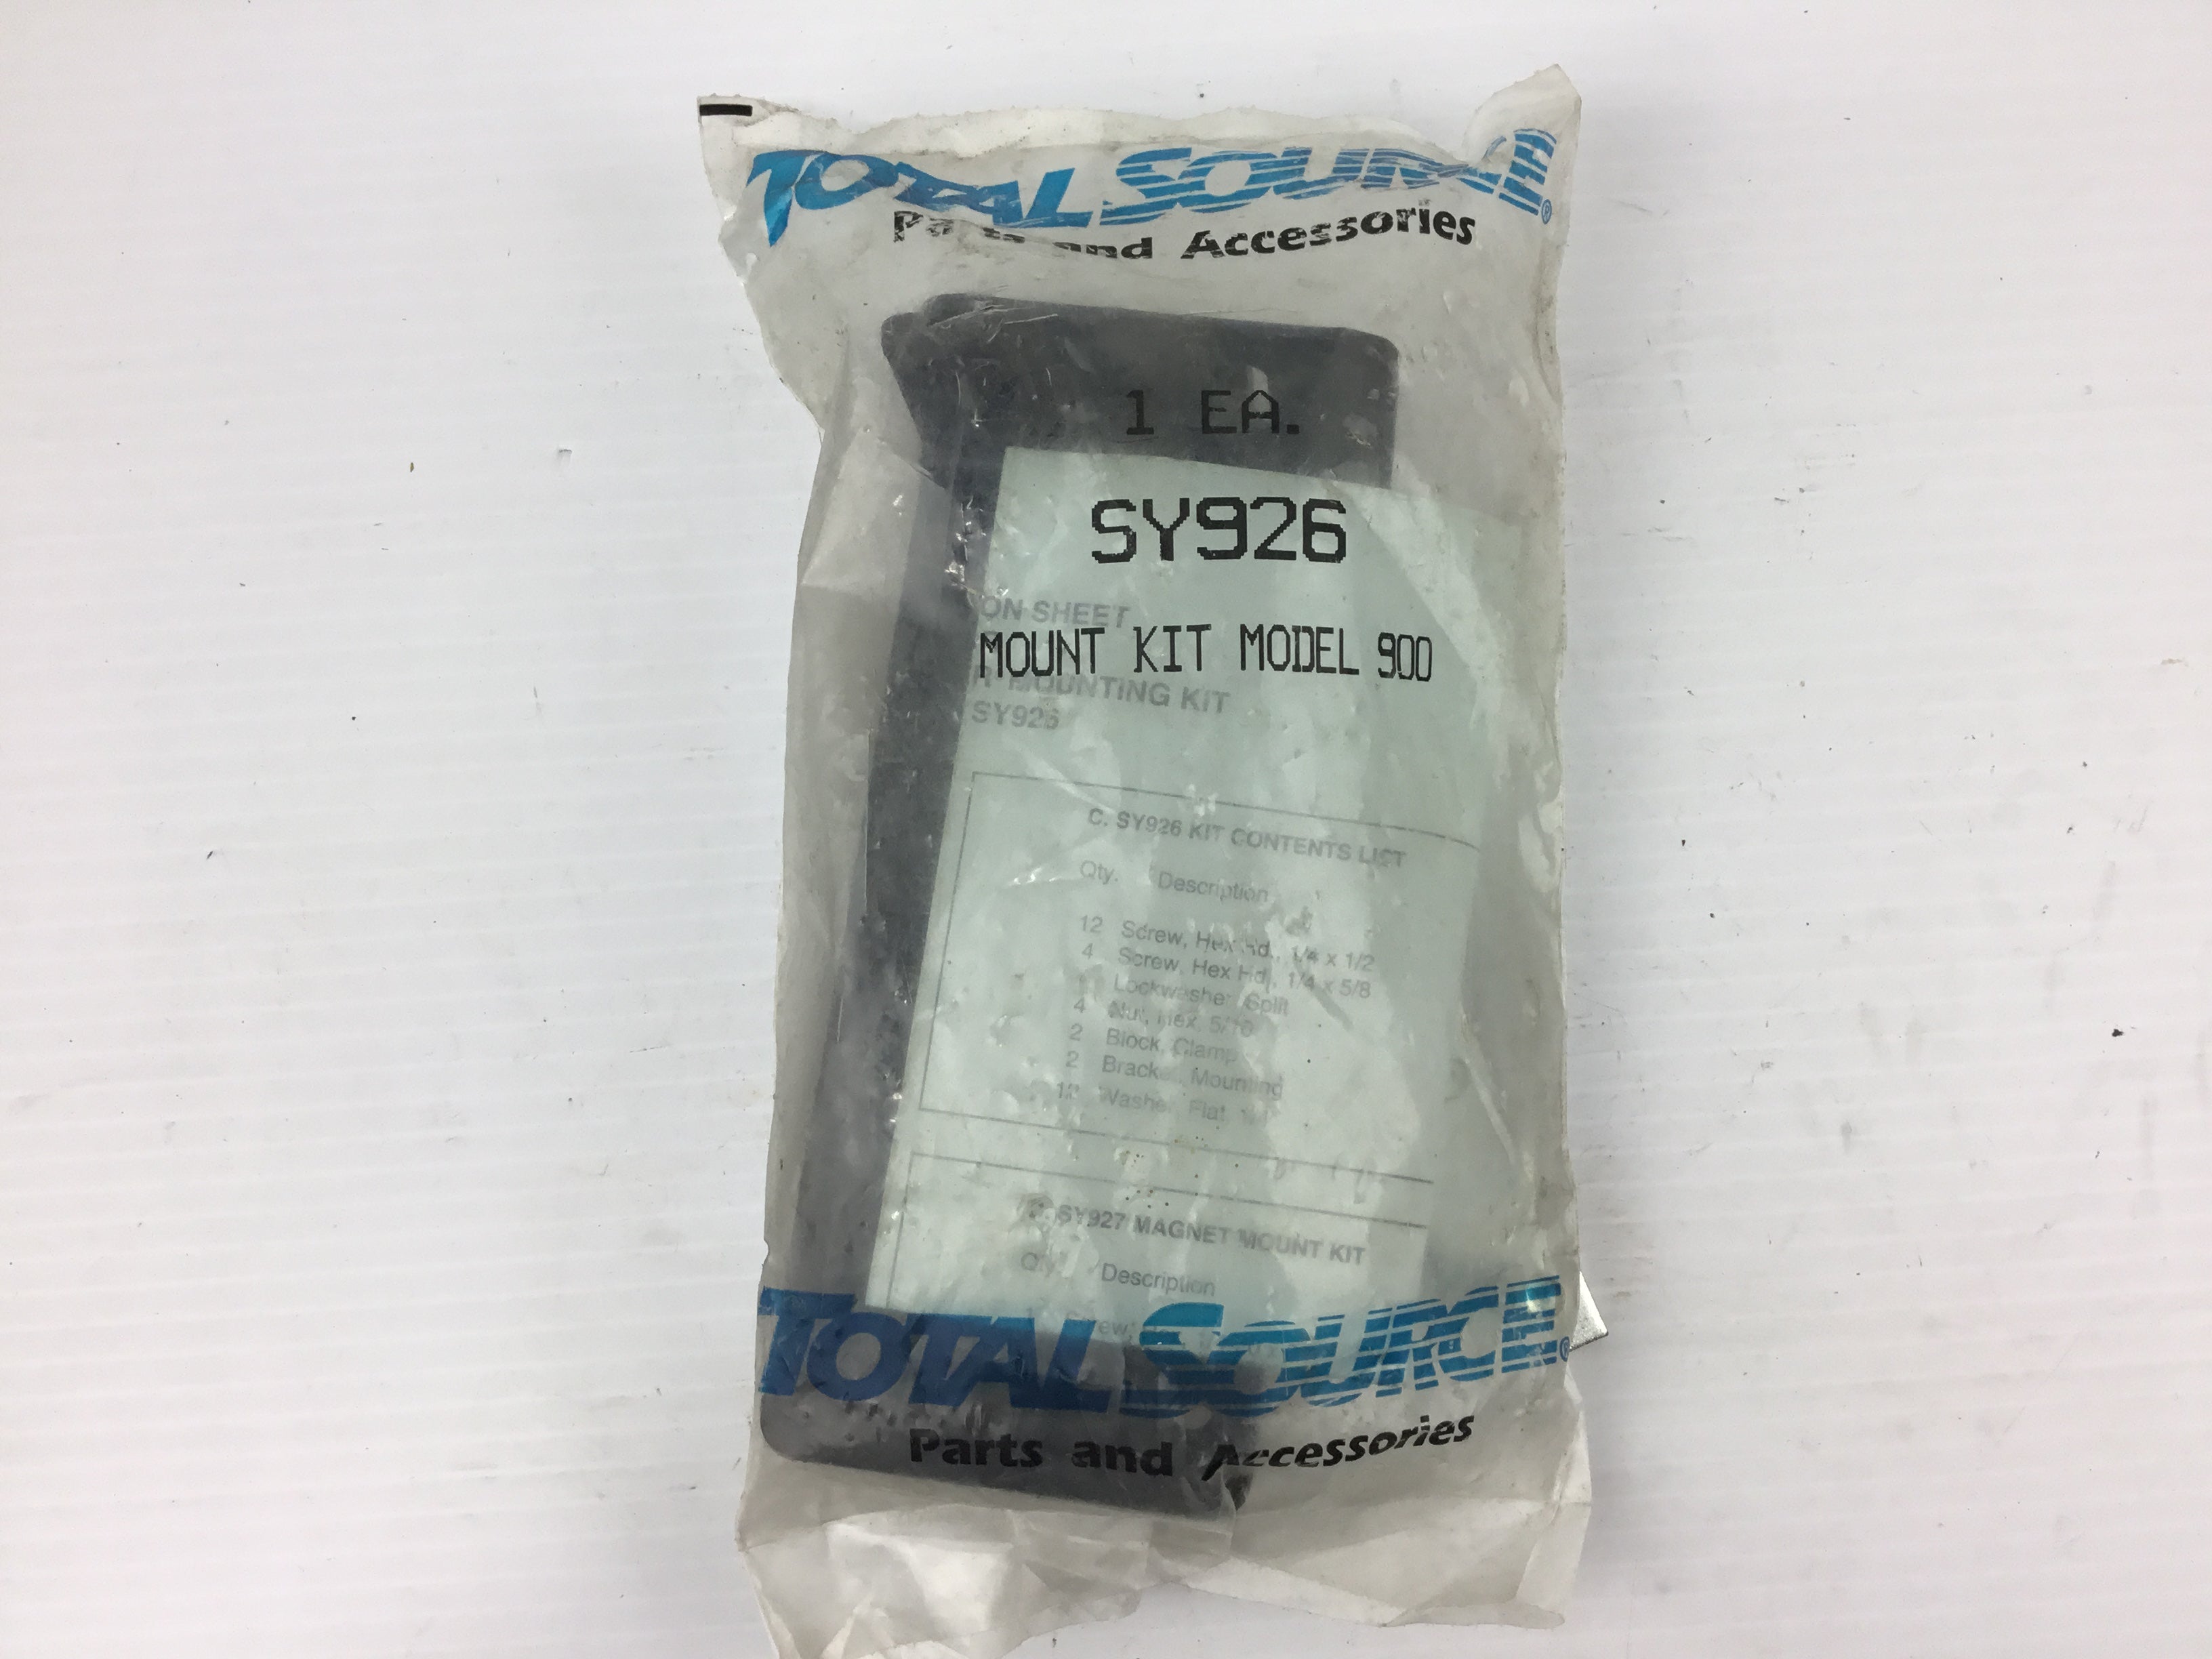 TOTAL SOURCE®
Parts and Accessories
1 EA.
SY926
ON SHEET
MOUNT KIT MODEL 900
MOUNTING KIT
SY926
C. SY926 KIT CONTENTS LIST
Qty. Description
12 Screw, Hex Hd., 1/4 x 1/2
4 Screw, Hex Hd., 1/4 x 5/8
Lockwasher, Split
4 Nut, Hex,
2 Block, Clamp
2 Bracket, Mounting
12 Washer, Flat,
SY927 MAGNET MOUNT KIT
Qty. Description
Screw,
TOTAL SOURCE®
Parts and Accessories